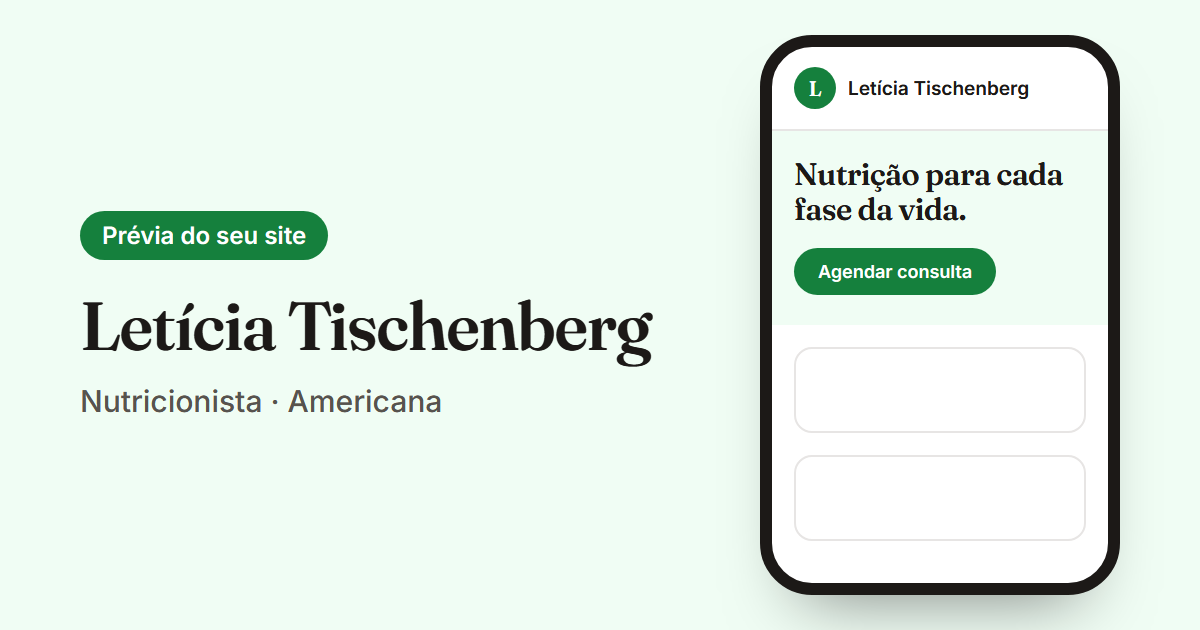 Prévia do seu site
Letícia Tischenberg
Nutricionista · Americana
L
Letícia Tischenberg
Nutrição para cada
fase da vida.
Agendar consulta